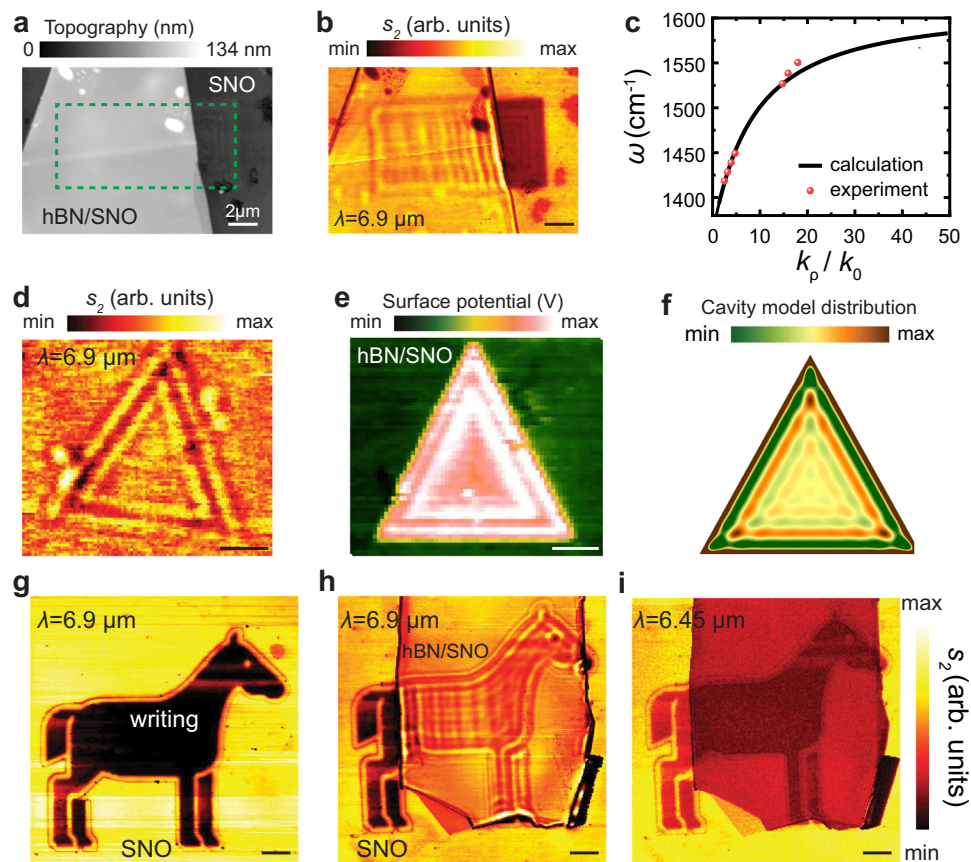 a
Topography (nm)
0 134 nm
SNO
hBN/SNO
2μm
b
s2 (arb. units)
min max
λ=6.9 μm
c
1600
1550
1500
1450
1400
ω (cm-1)
calculation
experiment
0 10 20 30 40 50
kρ / k0
d
s2 (arb. units)
min max
λ=6.9 μm
e
Surface potential (V)
min max
hBN/SNO
f
Cavity model distribution
min max
g
λ=6.9 μm
writing
SNO
h
λ=6.9 μm
hBN/SNO
SNO
i
λ=6.45 μm
max
s2 (arb. units)
min